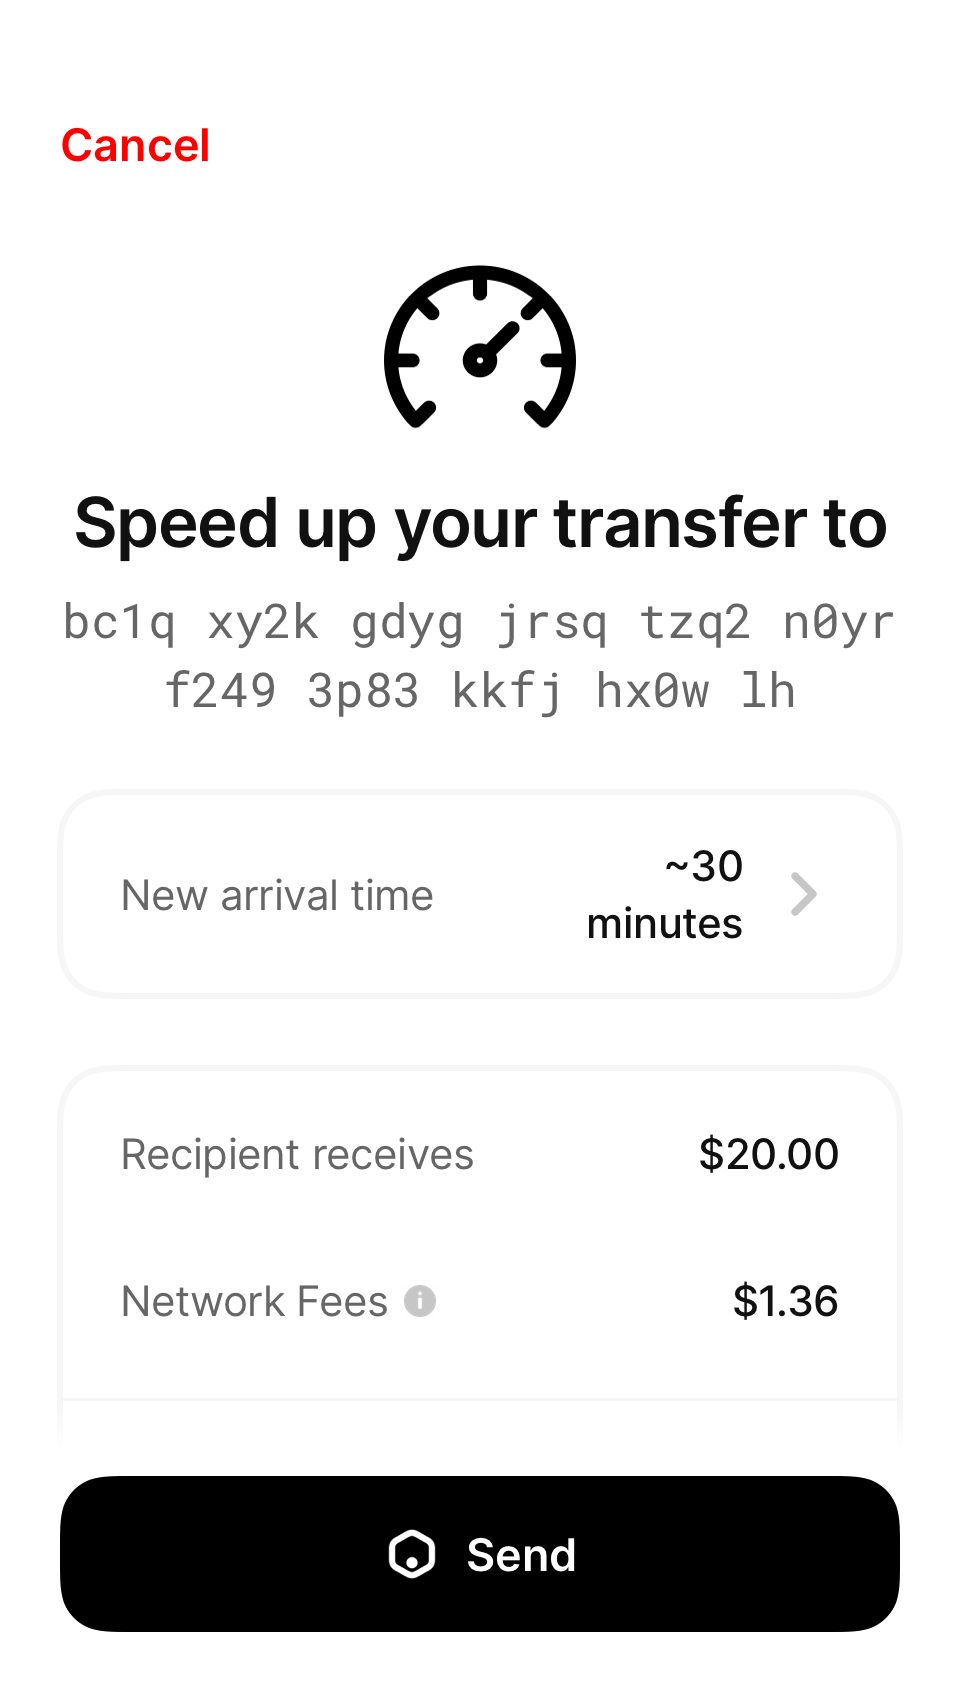 Cancel
Speed up your transfer to
bc1q xy2k gdyg jrsq tzq2 n0yr
f249 3p83 kkfj hx0w lh
New arrival time
~30
minutes
Recipient receives
$20.00
Network Fees
$1.36
Send